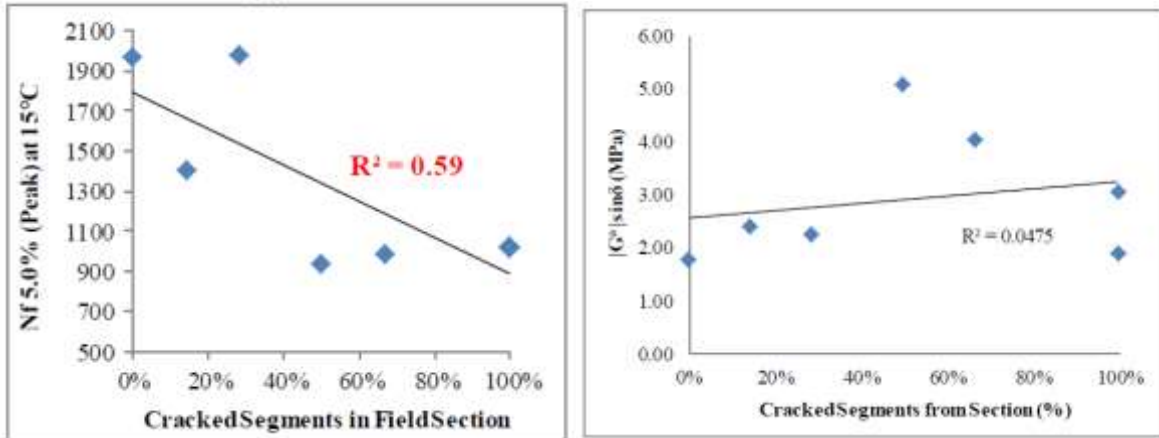 2100
1900
1700
1500
1300
1100
900
700
500
Nf 5.0% (Peak) at 15°C
R² = 0.59
0% 20% 40% 60% 80% 100%
Cracked Segments in Field Section
6.00
5.00
4.00
3.00
2.00
1.00
0.00
|G*|sinδ (MPa)
R² = 0.0475
0% 20% 40% 60% 80% 100%
Cracked Segments from Section (%)